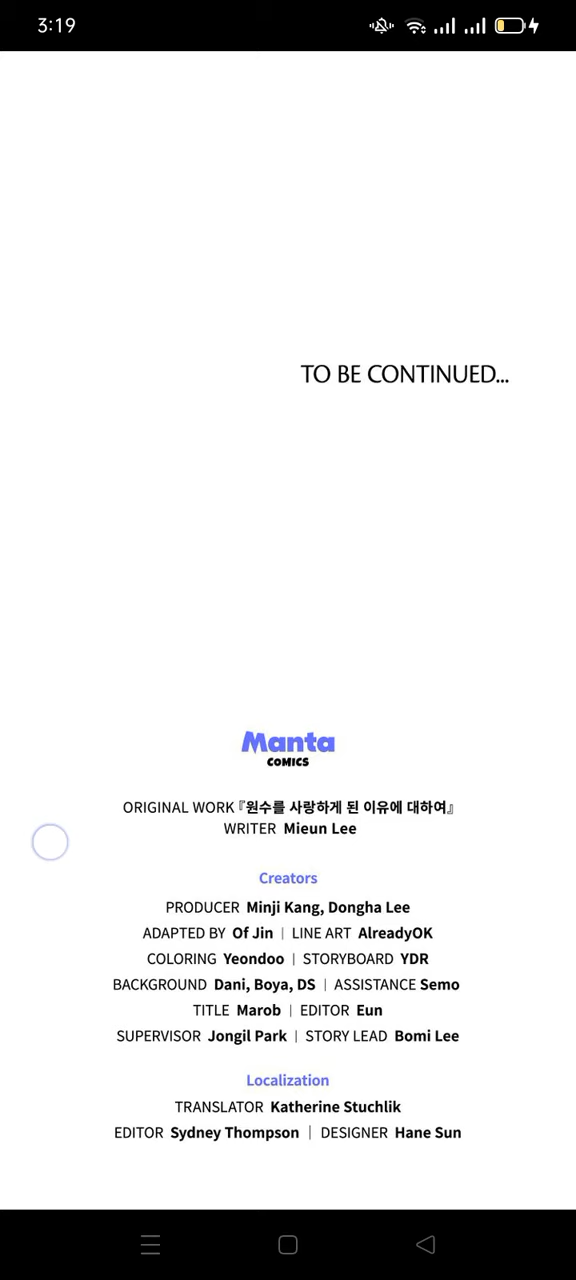 3:19
TO BE CONTINUED...
Manta
COMICS
ORIGINAL WORK『원수를 사랑하게 된 이유에 대하여』
WRITER Mieun Lee
Creators
PRODUCER Minji Kang, Dongha Lee
ADAPTED BY Of Jin | LINE ART AlreadyOK
COLORING Yeondoo | STORYBOARD YDR
BACKGROUND Dani, Boya, DS | ASSISTANCE Semo
TITLE Marob | EDITOR Eun
SUPERVISOR Jongil Park | STORY LEAD Bomi Lee
Localization
TRANSLATOR Katherine Stuchlik
EDITOR Sydney Thompson | DESIGNER Hane Sun